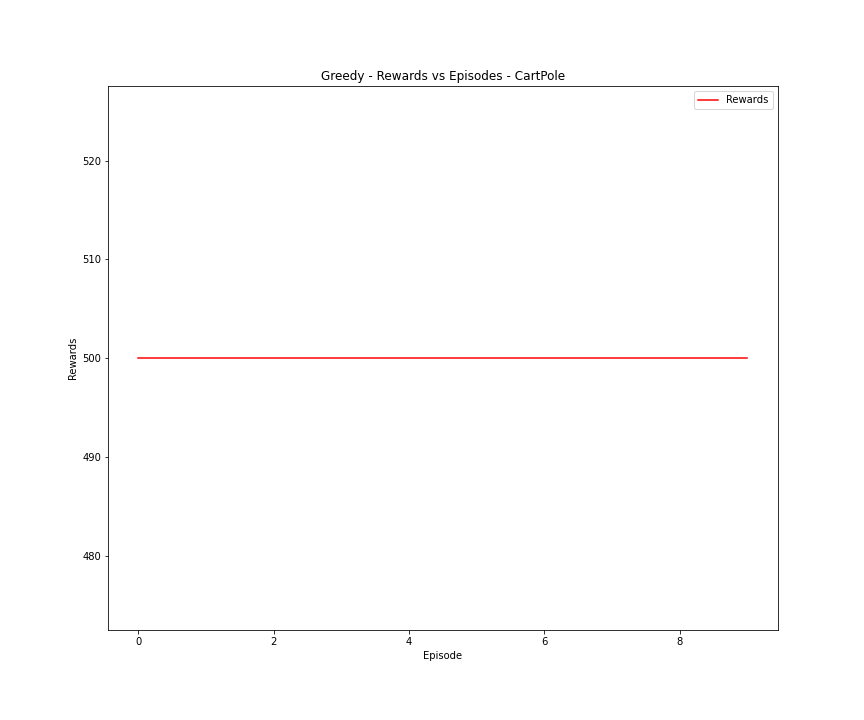 Greedy - Rewards vs Episodes - CartPole
Rewards
520
510
500
490
480
Rewards
0 2 4 6 8
Episode